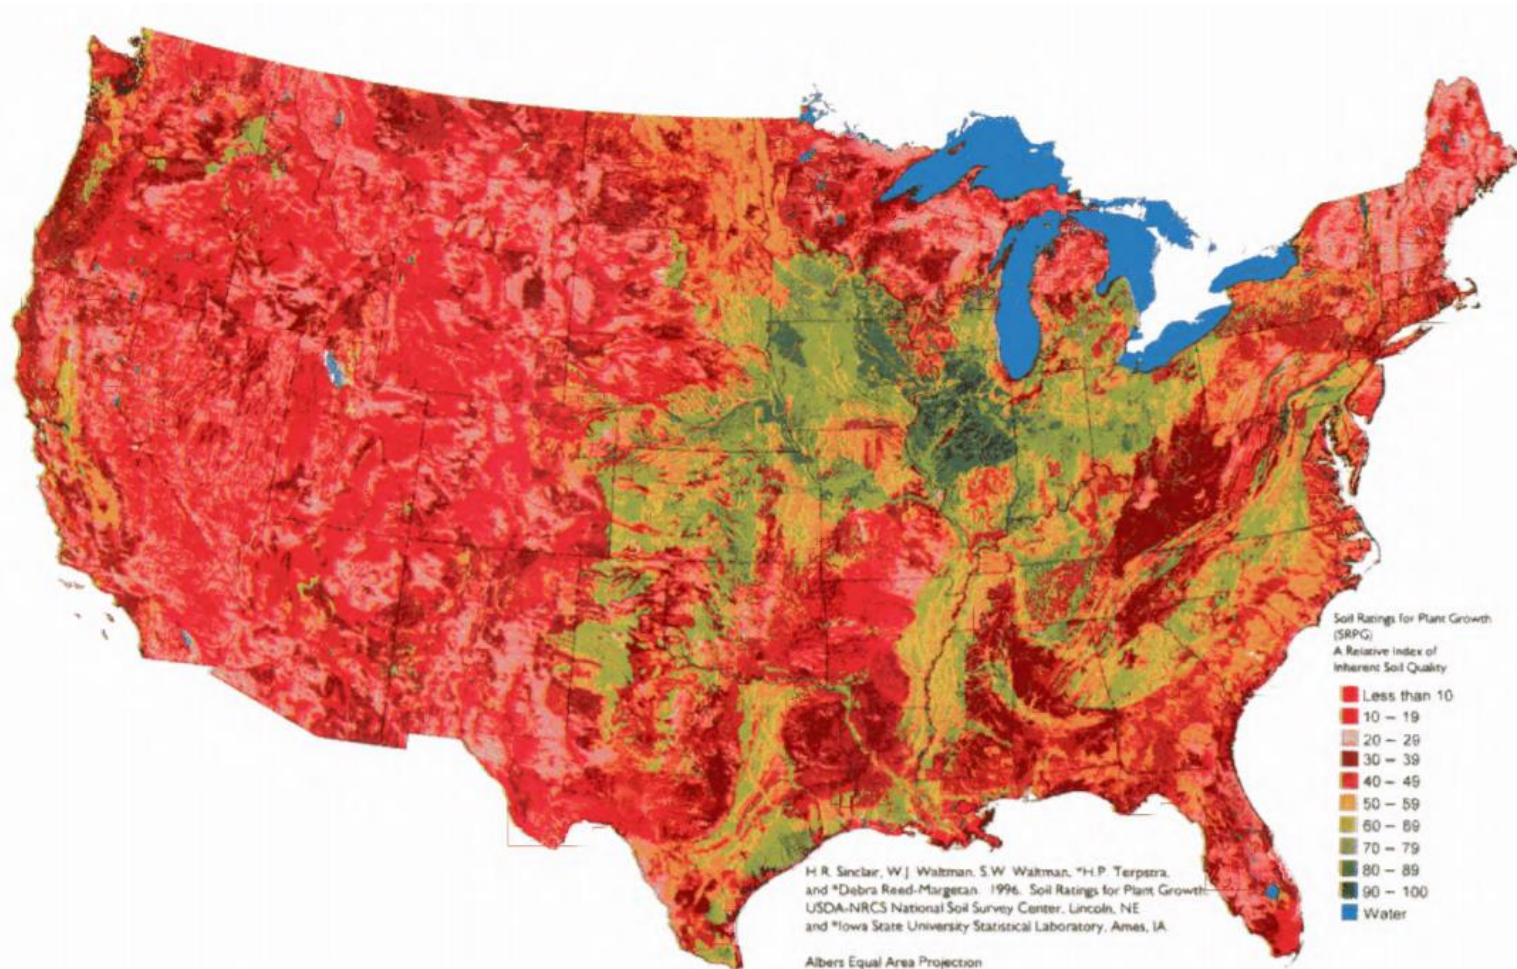 Soil Ratings for Plant Growth
(SRPG)
A Relative Index of
Inherent Soil Quality
Less than 10
10 – 19
20 – 29
30 – 39
40 – 49
50 – 59
60 – 69
70 – 79
80 – 89
90 – 100
Water
H.R. Sinclair, W.J. Waltman, S.W. Waltman, *H.P. Terpstra,
and *Debra Reed-Margetan. 1996. Soil Ratings for Plant Growth
USDA-NRCS National Soil Survey Center, Lincoln, NE
and *Iowa State University Statistical Laboratory, Ames, IA
Albers Equal Area Projection